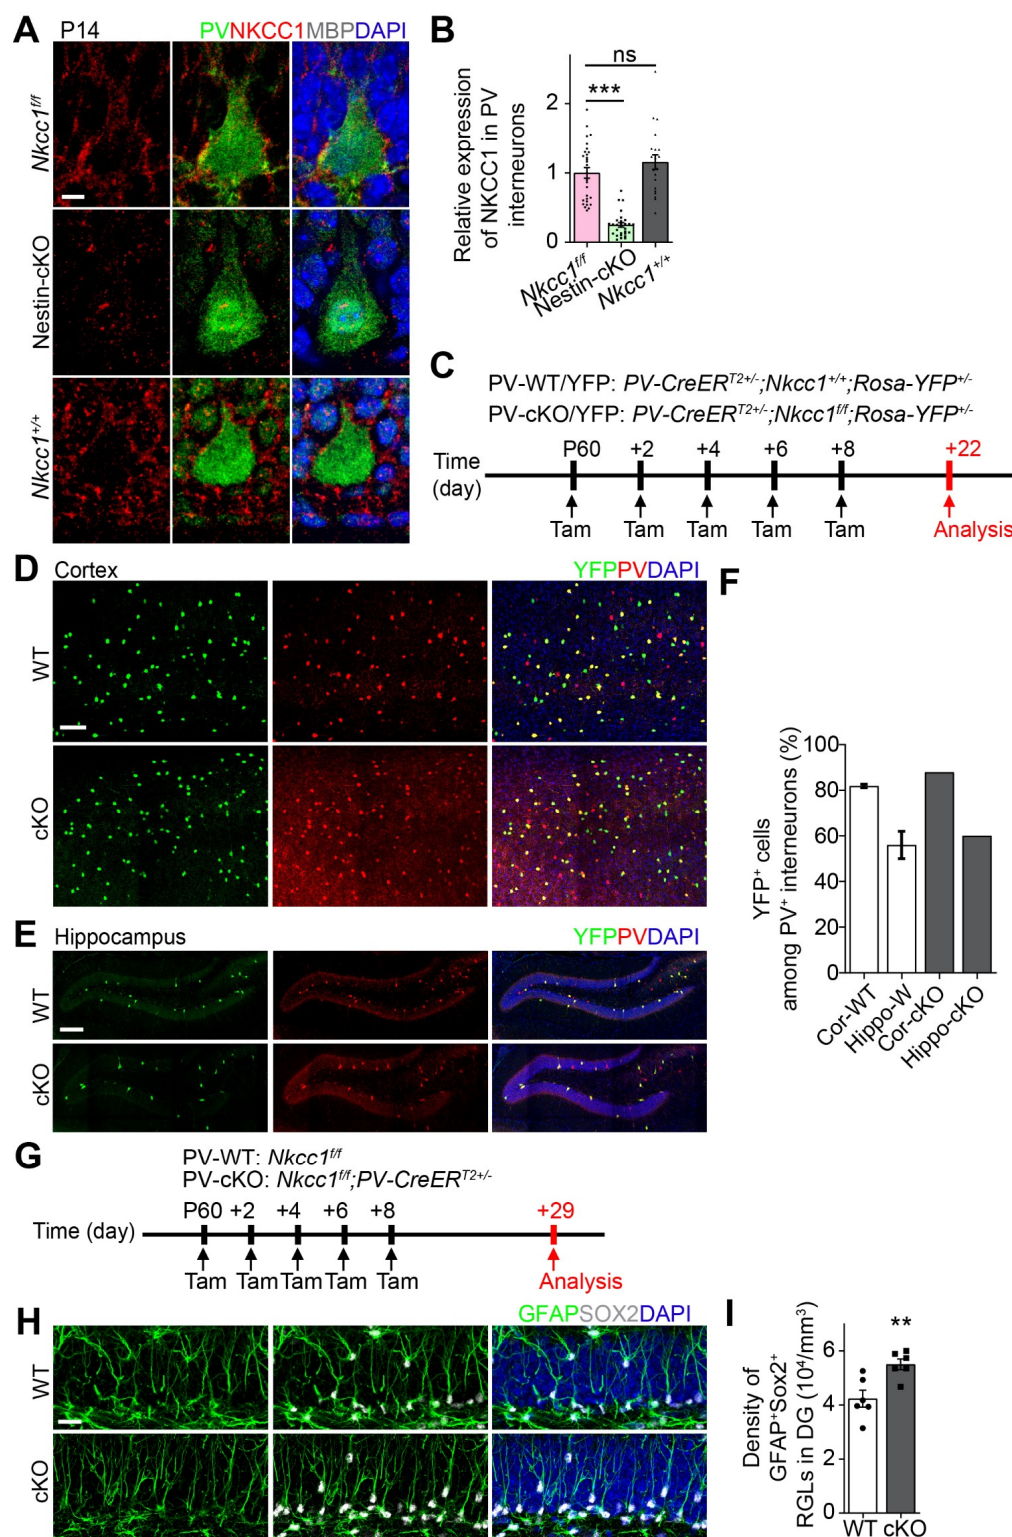 A
P14
PVNKCC1MBPDAPI
Nkcc1f/f
Nestin-cKO
Nkcc1+/+
B
Relative expression
of NKCC1 in PV
interneurons
ns
***
2
1
0
Nkcc1f/f
Nestin-cKO
Nkcc1+/+
C
PV-WT/YFP: PV-CreERT2+/-;Nkcc1+/+;Rosa-YFP+/-
PV-cKO/YFP: PV-CreERT2+/-;Nkcc1f/f;Rosa-YFP+/-
Time
(day)
P60 +2 +4 +6 +8 +22
Tam Tam Tam Tam Tam Analysis
D
Cortex
YFPPVDAPI
WT
cKO
E
Hippocampus
YFPPVDAPI
WT
cKO
F
YFP+ cells
among PV+ interneurons (%)
100
80
60
40
20
0
Cor-WT
Hippo-W
Cor-cKO
Hippo-cKO
G
PV-WT: Nkcc1f/f
PV-cKO: Nkcc1f/f;PV-CreERT2+/-
Time (day)
P60 +2 +4 +6 +8 +29
Tam Tam Tam Tam Tam Analysis
H
GFAPSOX2DAPI
WT
cKO
I
Density of
GFAP+Sox2+
RGLs in DG (104/mm3)
**
8
6
4
2
0
WT cKO